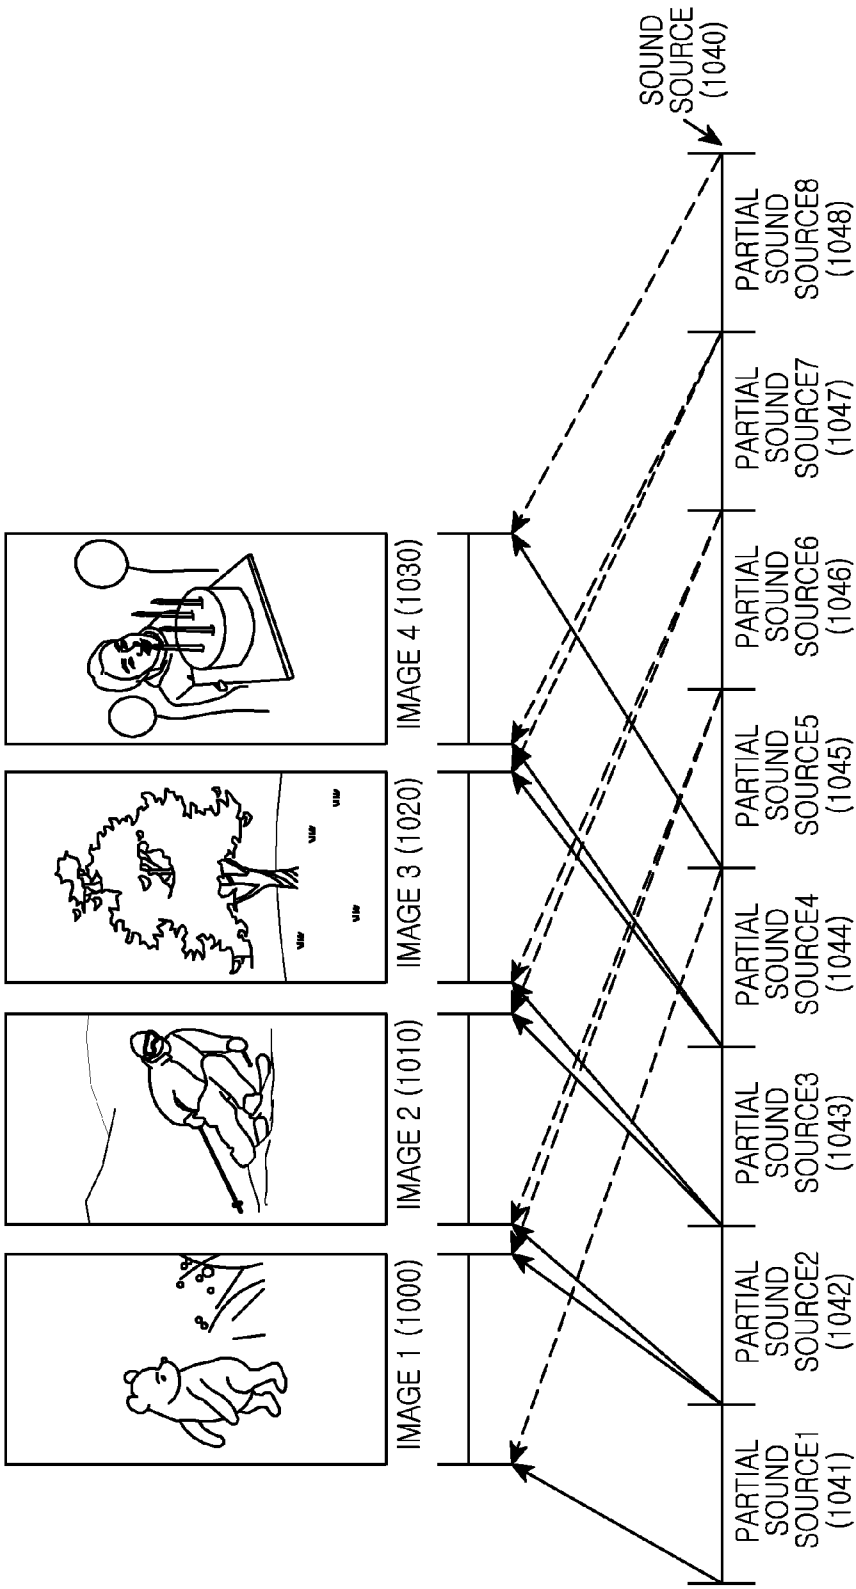 IMAGE 1 (1000)
IMAGE 2 (1010)
IMAGE 3 (1020)
IMAGE 4 (1030)
SOUND
SOURCE
(1040)
PARTIAL
SOUND
SOURCE1
(1041)
PARTIAL
SOUND
SOURCE2
(1042)
PARTIAL
SOUND
SOURCE3
(1043)
PARTIAL
SOUND
SOURCE4
(1044)
PARTIAL
SOUND
SOURCE5
(1045)
PARTIAL
SOUND
SOURCE6
(1046)
PARTIAL
SOUND
SOURCE7
(1047)
PARTIAL
SOUND
SOURCE8
(1048)